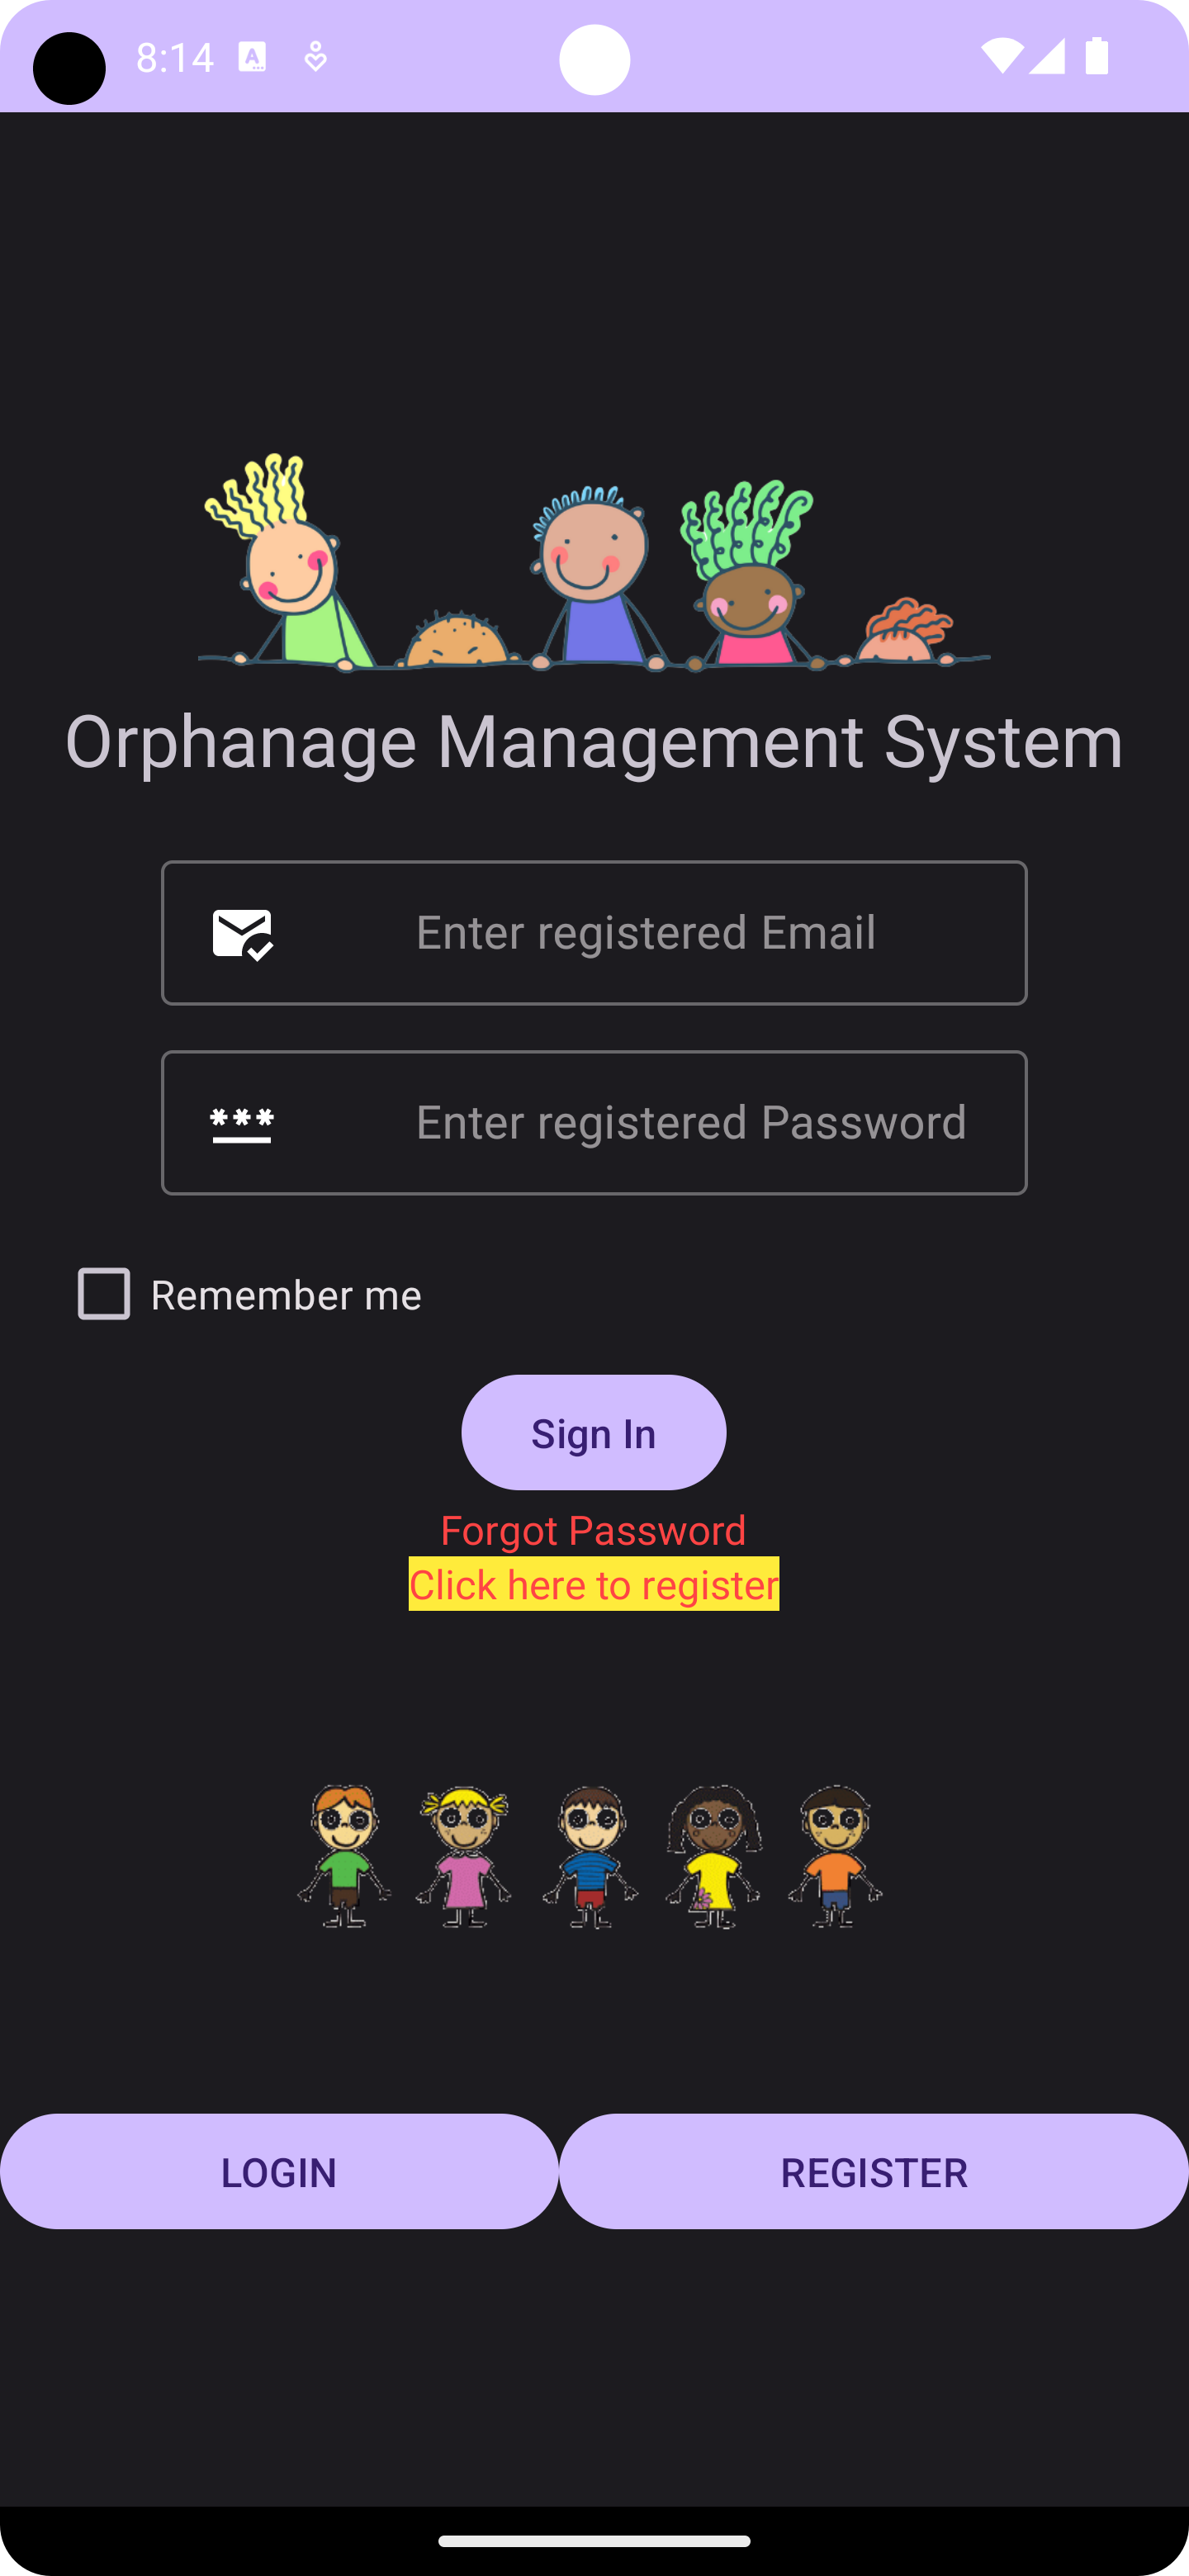 8:14
Orphanage Management System
Enter registered Email
Enter registered Password
Remember me
Sign In
Forgot Password
Click here to register
LOGIN
REGISTER